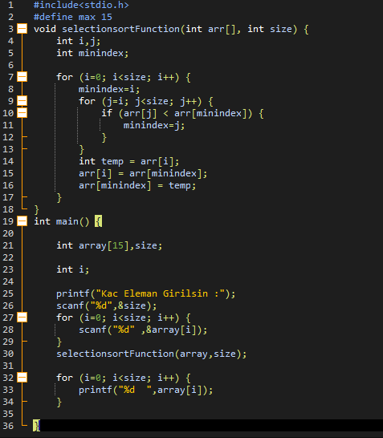 1 #include<stdio.h>
2 #define max 15
3 void selectionsortFunction(int arr[], int size) {
4 int i,j;
5 int minindex;
6
7 for (i=0; i<size; i++) {
8 minindex=i;
9 for (j=i; j<size; j++) {
10 if (arr[j] < arr[minindex]) {
11 minindex=j;
12 }
13 }
14 int temp = arr[i];
15 arr[i] = arr[minindex];
16 arr[minindex] = temp;
17 }
18 }
19 int main() {
20
21 int array[15],size;
22
23 int i;
24
25 printf("Kac Eleman Girilsin :");
26 scanf("%d",&size);
27 for (i=0; i<size; i++) {
28 scanf("%d" ,&array[i]);
29 }
30 selectionsortFunction(array,size);
31
32 for (i=0; i<size; i++) {
33 printf("%d  ",array[i]);
34 }
35
36 }